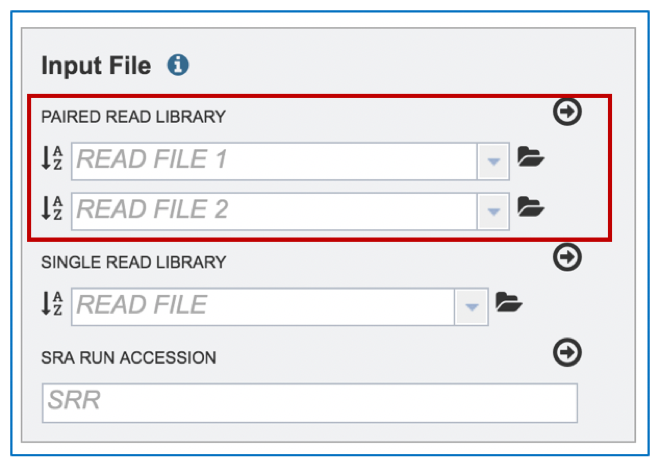 Input File
PAIRED READ LIBRARY
READ FILE 1
READ FILE 2
SINGLE READ LIBRARY
READ FILE
SRA RUN ACCESSION
SRR